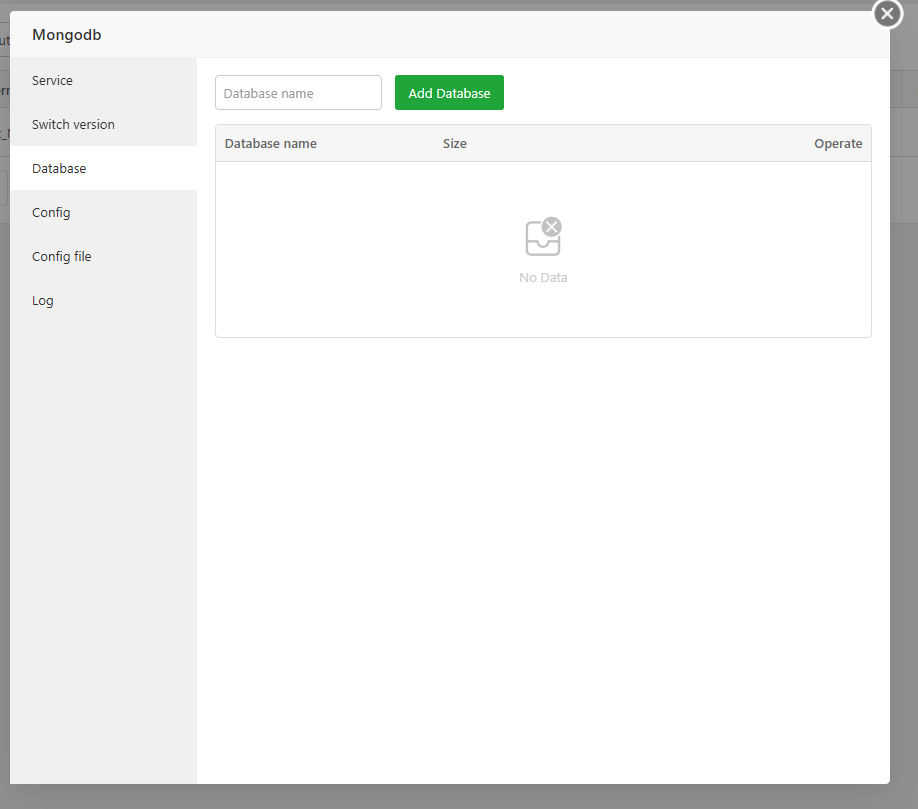 Mongodb
Service
Switch version
Database
Config
Config file
Log
Database name
Add Database
Database name Size Operate
No Data